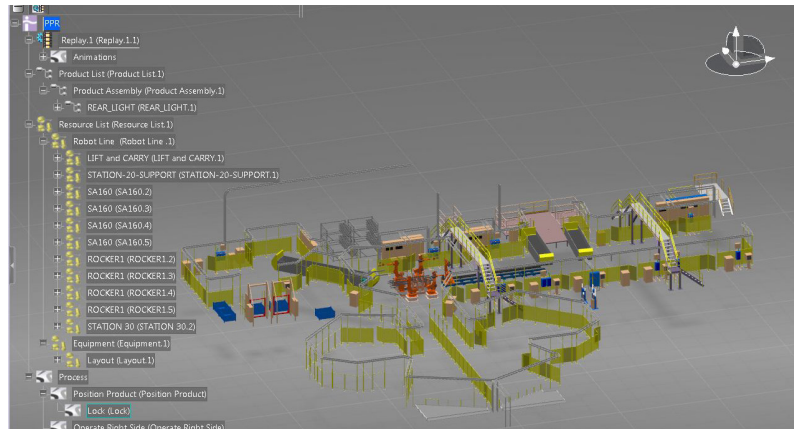 PPR
Replay.1 (Replay.1.1)
Animations
Product List (Product List.1)
Product Assembly (Product Assembly.1)
REAR_LIGHT (REAR_LIGHT.1)
Resource List (Resource List.1)
Robot Line (Robot Line .1)
LIFT and CARRY (LIFT and CARRY.1)
STATION-20-SUPPORT (STATION-20-SUPPORT.1)
SA160 (SA160.2)
SA160 (SA160.3)
SA160 (SA160.4)
SA160 (SA160.5)
ROCKER1 (ROCKER1.2)
ROCKER1 (ROCKER1.3)
ROCKER1 (ROCKER1.4)
ROCKER1 (ROCKER1.5)
STATION 30 (STATION 30.2)
Equipment (Equipment.1)
Layout (Layout.1)
Process
Position Product (Position Product)
Lock (Lock)
Operate Right Side (Operate Right Side)